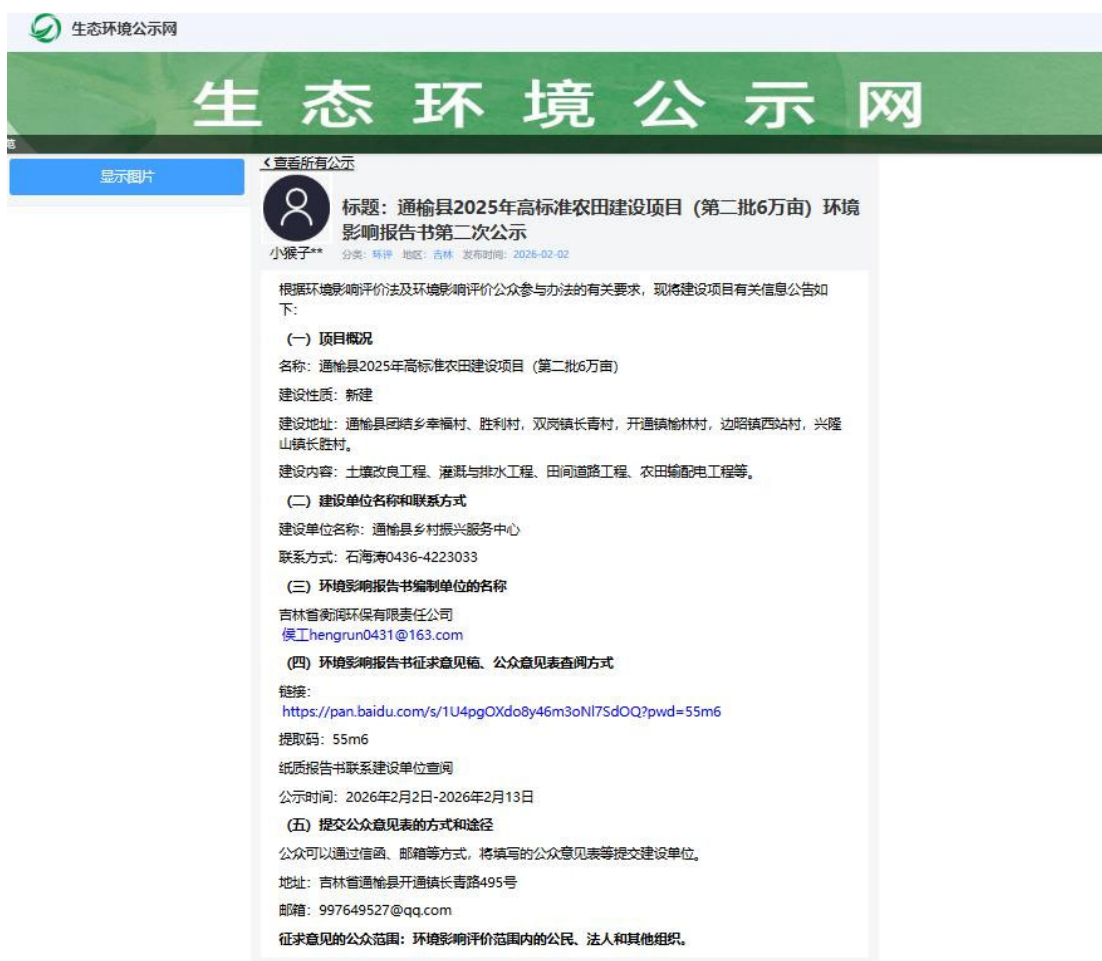 生态环境公示网
生态环境公示网
显示图片
查看所有公示
标题：通榆县2025年高标准农田建设项目（第二批6万亩）环境
影响报告书第二次公示
小猴子**
分类：环评 地区：吉林 发布时间：2026-02-02
根据环境影响评价法及环境影响评价公众参与办法的有关要求，现将建设项目有关信息公告如
下：
（一）项目概况
名称：通榆县2025年高标准农田建设项目（第二批6万亩）
建设性质：新建
建设地址：通榆县团结乡幸福村、胜利村，双岗镇长青村，开通镇榆林村，边昭镇西站村，兴隆
山镇长胜村。
建设内容：土壤改良工程、灌溉与排水工程、田间道路工程、农田输配电工程等。
（二）建设单位名称和联系方式
建设单位名称：通榆县乡村振兴服务中心
联系方式：石海涛0436-4223033
（三）环境影响报告书编制单位的名称
吉林省衡润环保有限责任公司
侯工hengrun0431@163.com
（四）环境影响报告书征求意见稿、公众意见表查阅方式
链接：
https://pan.baidu.com/s/1U4pgOXdo8y46m3oNl7SdOQ?pwd=55m6
提取码：55m6
纸质报告书联系建设单位查阅
公示时间：2026年2月2日-2026年2月13日
（五）提交公众意见表的方式和途径
公众可以通过信函、邮箱等方式，将填写的公众意见表等提交建设单位。
地址：吉林省通榆县开通镇长青路495号
邮箱：997649527@qq.com
征求意见的公众范围：环境影响评价范围内的公民、法人和其他组织。